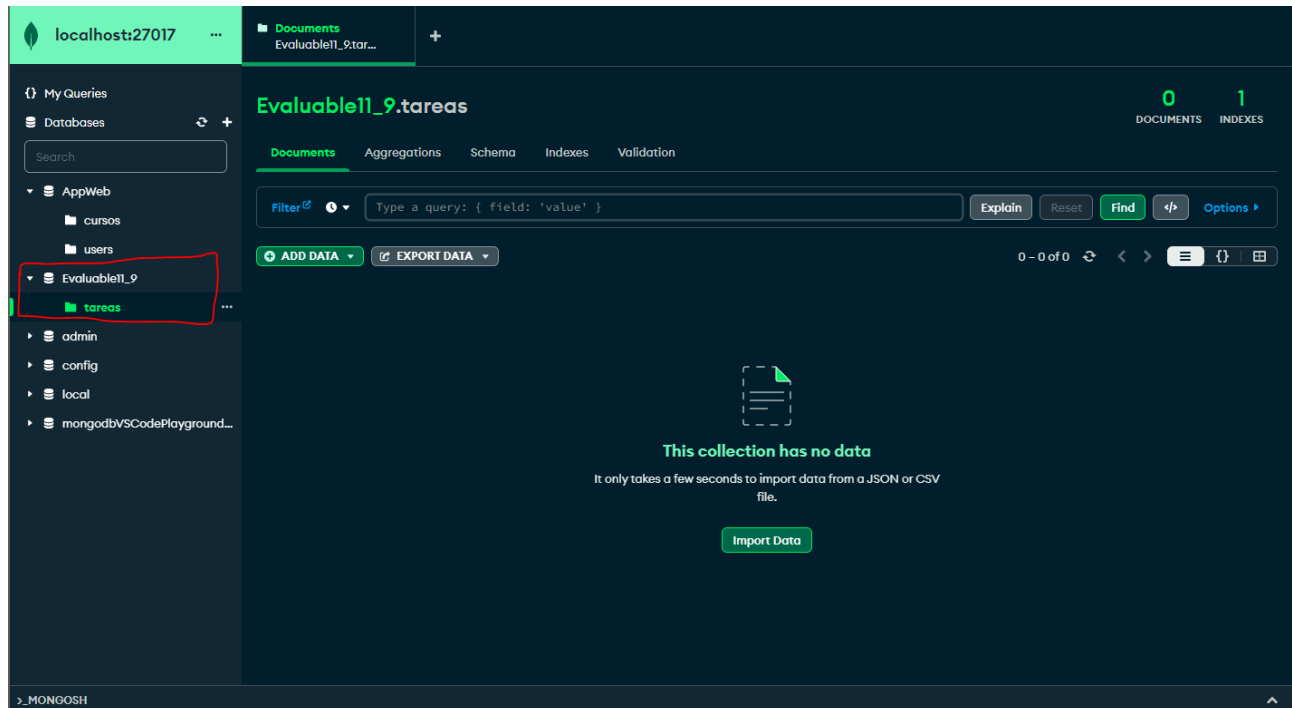 localhost:27017 ...
Documents
Evaluable11_9.tar...
+
{} My Queries
Databases
+
Search
AppWeb
cursos
users
Evaluable11_9
tareas ...
admin
config
local
mongodbVSCodePlayground...
Evaluable11_9.tareas
0
DOCUMENTS
1
INDEXES
Documents Aggregations Schema Indexes Validation
Filter Type a query: { field: 'value' } Explain Reset Find </> Options
ADD DATA EXPORT DATA 0 – 0 of 0 < > {}
This collection has no data
It only takes a few seconds to import data from a JSON or CSV
file.
Import Data
>_MONGOSH